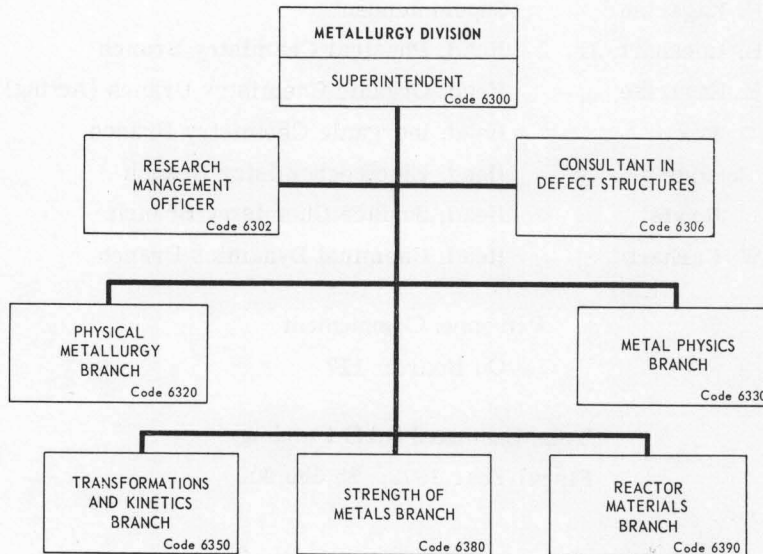 METALLURGY DIVISION
SUPERINTENDENT
Code 6300
RESEARCH
MANAGEMENT
OFFICER
Code 6302
CONSULTANT IN
DEFECT STRUCTURES
Code 6306
PHYSICAL
METALLURGY
BRANCH
Code 6320
METAL PHYSICS
BRANCH
Code 6330
TRANSFORMATIONS
AND KINETICS
BRANCH
Code 6350
STRENGTH OF
METALS BRANCH
Code 6380
REACTOR
MATERIALS
BRANCH
Code 6390